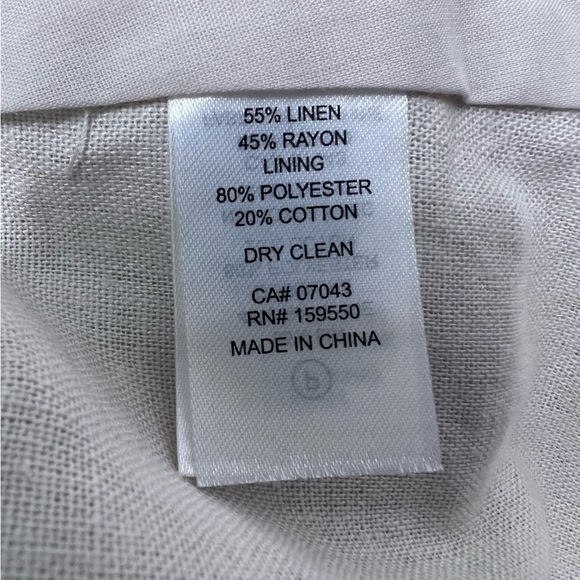 55% LINEN
45% RAYON
LINING
80% POLYESTER
20% COTTON
DRY CLEAN
CA# 07043
RN# 159550
MADE IN CHINA